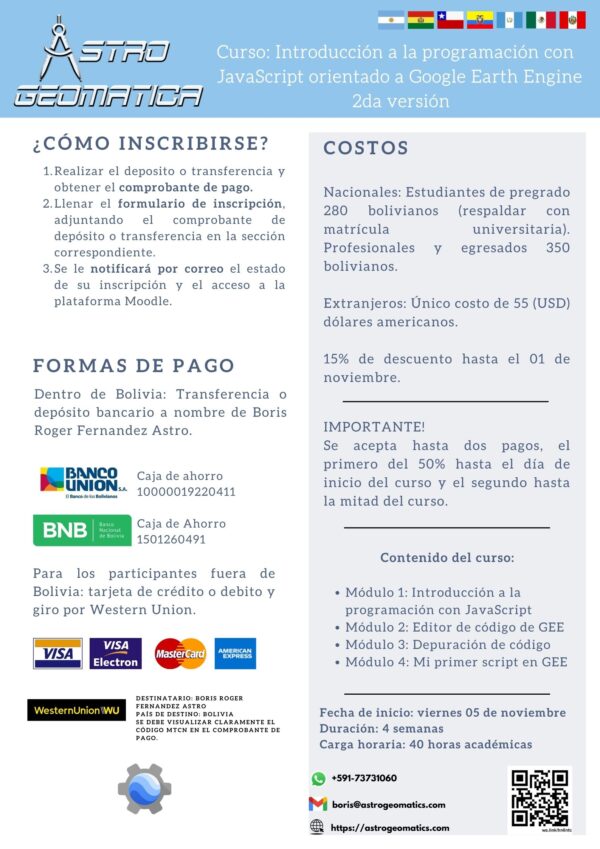 ASTRO
GEOMATICA
Curso: Introducción a la programación con
JavaScript orientado a Google Earth Engine
2da versión
¿CÓMO INSCRIBIRSE?
1. Realizar el deposito o transferencia y
obtener el comprobante de pago.
2. Llenar el formulario de inscripción,
adjuntando el comprobante de
depósito o transferencia en la sección
correspondiente.
3. Se le notificará por correo el estado
de su inscripción y el acceso a la
plataforma Moodle.
FORMAS DE PAGO
Dentro de Bolivia: Transferencia o
depósito bancario a nombre de Boris
Roger Fernandez Astro.
BANCO
UNION S.A.
El Banco de los Bolivianos
Caja de ahorro
10000019220411
BNB
Banco
Nacional
de Bolivia
Caja de Ahorro
1501260491
Para los participantes fuera de
Bolivia: tarjeta de crédito o debito y
giro por Western Union.
VISA
VISA
Electron
MasterCard
AMERICAN
EXPRESS
WesternUnion WU
DESTINATARIO: BORIS ROGER
FERNANDEZ ASTRO
PAÍS DE DESTINO: BOLIVIA
SE DEBE VISUALIZAR CLARAMENTE EL
CÓDIGO MTCN EN EL COMPROBANTE DE
PAGO.
COSTOS
Nacionales: Estudiantes de pregrado
280 bolivianos (respaldar con
matrícula universitaria).
Profesionales y egresados 350
bolivianos.
Extranjeros: Único costo de 55 (USD)
dólares americanos.
15% de descuento hasta el 01 de
noviembre.
IMPORTANTE!
Se acepta hasta dos pagos, el
primero del 50% hasta el día de
inicio del curso y el segundo hasta
la mitad del curso.
Contenido del curso:
• Módulo 1: Introducción a la
programación con JavaScript
• Módulo 2: Editor de código de GEE
• Módulo 3: Depuración de código
• Módulo 4: Mi primer script en GEE
Fecha de inicio: viernes 05 de noviembre
Duración: 4 semanas
Carga horaria: 40 horas académicas
+591-73731060
boris@astrogeomatics.com
https://astrogeomatics.com